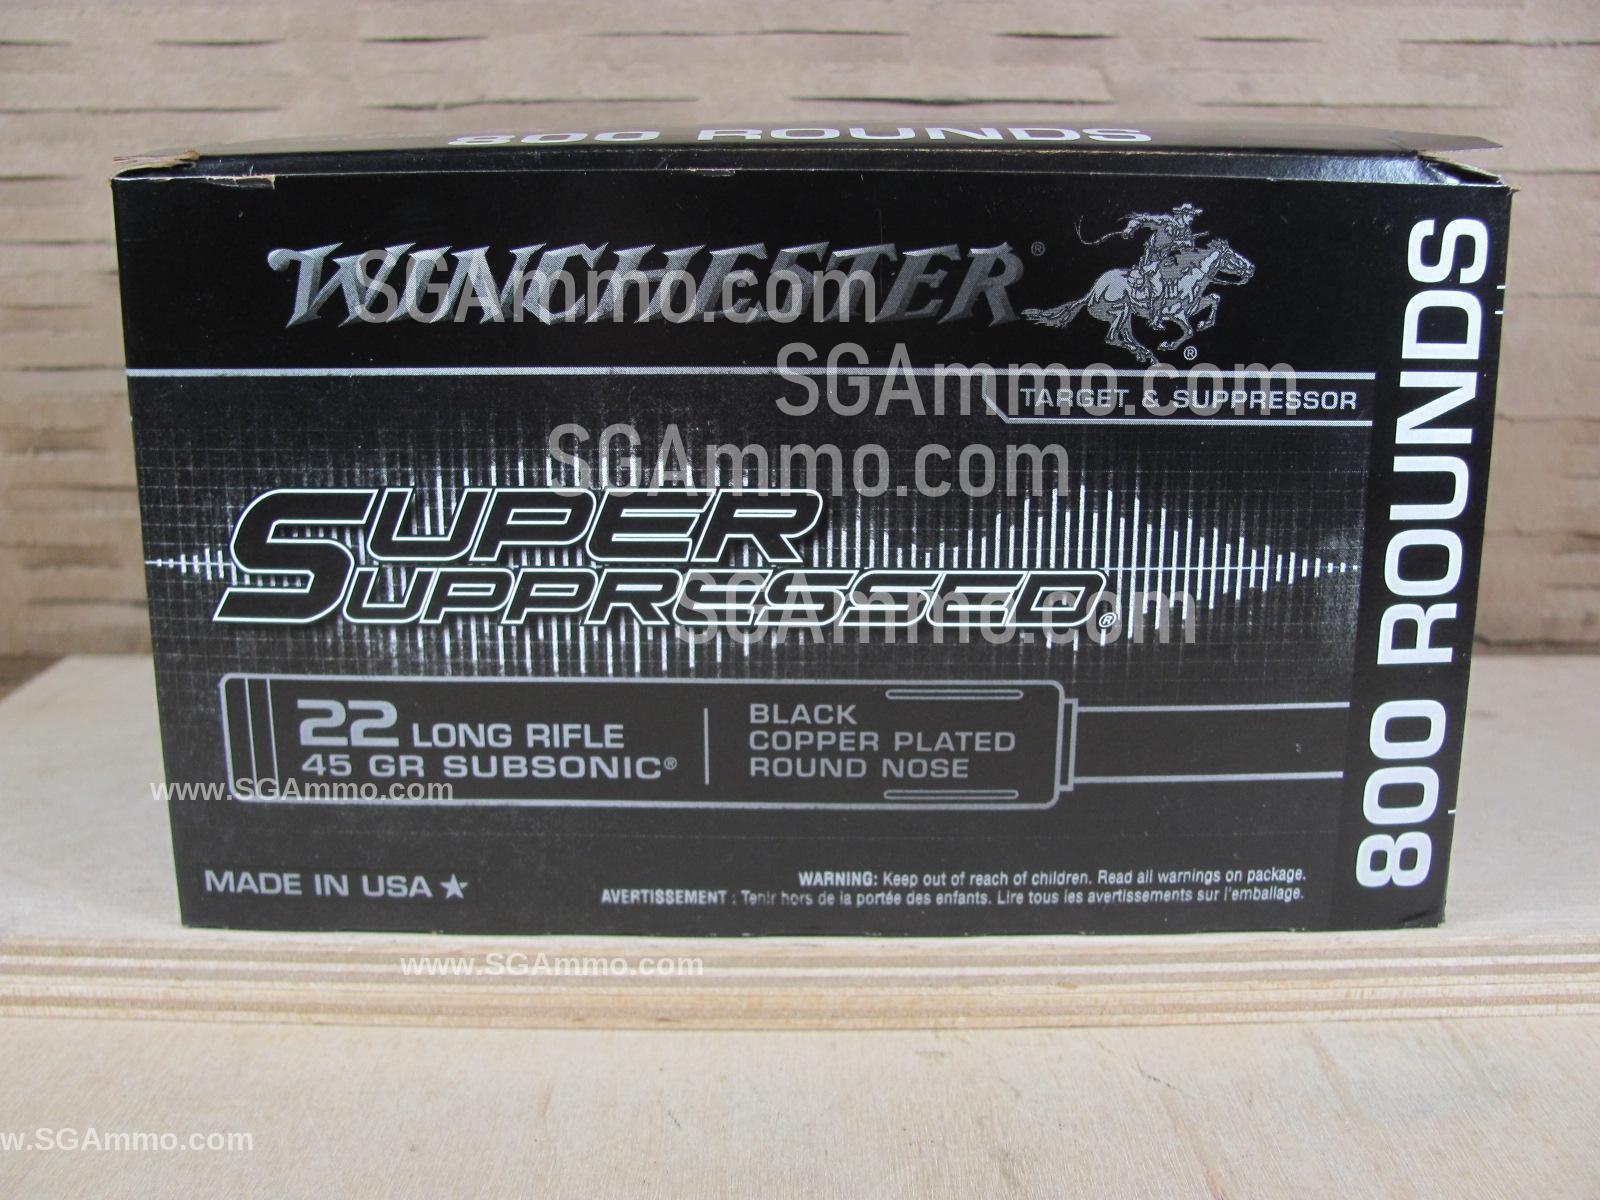 800 ROUNDS
WINCHESTER®
SGAmmo.com
®
SGAmmo.com
TARGET & SUPPRESSOR
SGAmmo.com
SUPER
SUPPRESSED®
SGAmmo.com
22 LONG RIFLE
45 GR SUBSONIC®
BLACK
COPPER PLATED
ROUND NOSE
www.SGAmmo.com
800 ROUNDS
MADE IN USA
WARNING: Keep out of reach of children. Read all warnings on package.
AVERTISSEMENT : Tenir hors de la portée des enfants. Lire tous les avertissements sur l'emballage.
www.SGAmmo.com
w.SGAmmo.com